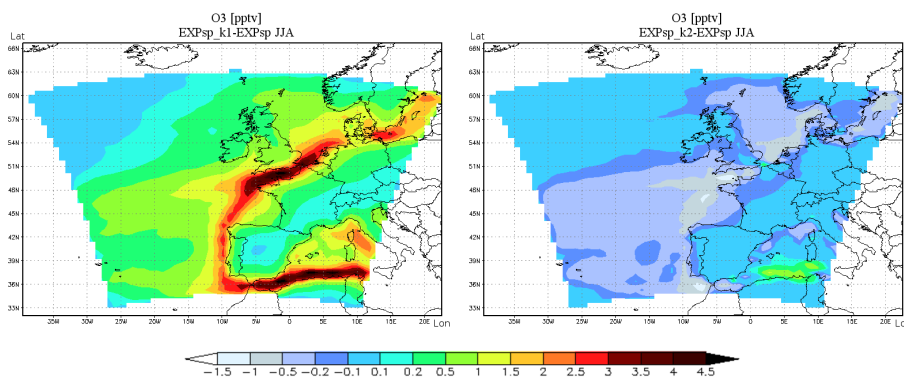 O3 [pptv]
EXPsp_k1-EXPsp JJA
Lat
66N
63N
60N
57N
54N
51N
48N
45N
42N
39N
36N
33N
35W 30W 25W 20W 15W 10W 5W 0 5E 10E 15E 20E Lon
O3 [pptv]
EXPsp_k2-EXPsp JJA
Lat
66N
63N
60N
57N
54N
51N
48N
45N
42N
39N
36N
33N
35W 30W 25W 20W 15W 10W 5W 0 5E 10E 15E 20E Lon
-1.5 -1 -0.5 -0.2 -0.1 0.1 0.2 0.5 1 1.5 2 2.5 3 3.5 4 4.5